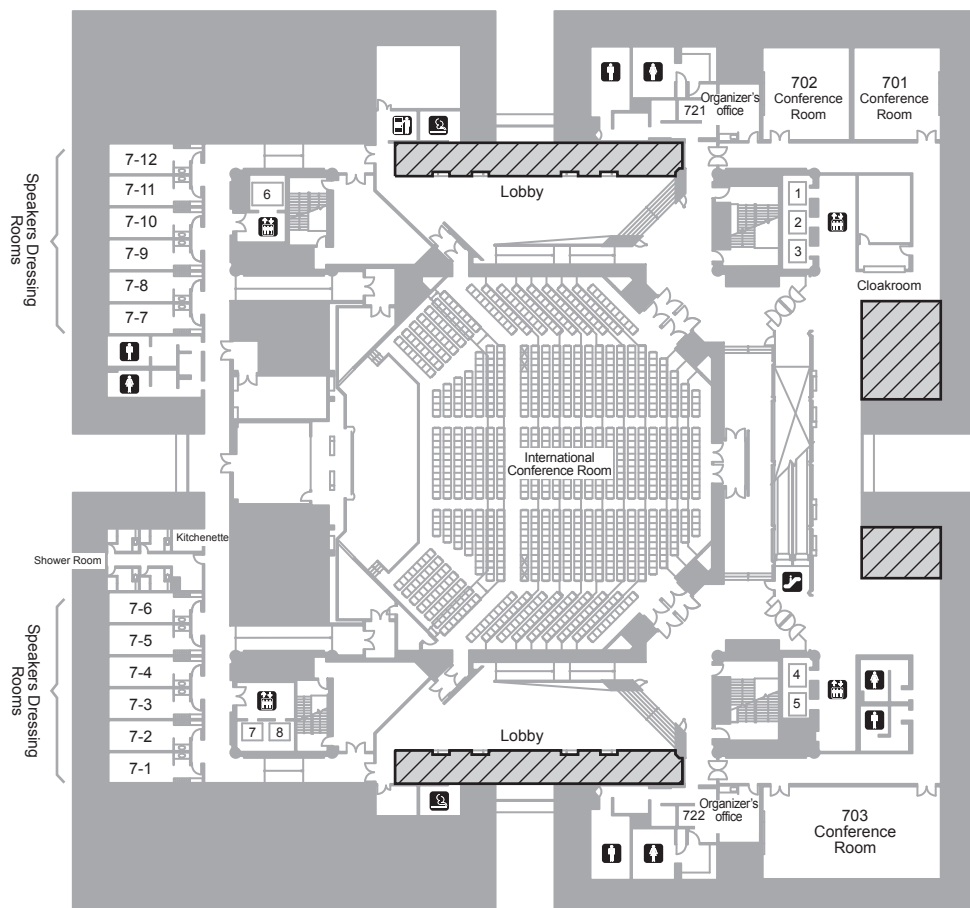 702
Conference
Room
701
Conference
Room
Organizer's
office
721
7-12
7-11
7-10
7-9
7-8
7-7
Speakers Dressing
Rooms
6
Lobby
1
2
3
Cloakroom
International
Conference Room
Kitchenette
Shower Room
7-6
7-5
7-4
7-3
7-2
7-1
Speakers Dressing
Rooms
4
5
7
8
Lobby
722
Organizer's
office
703
Conference
Room